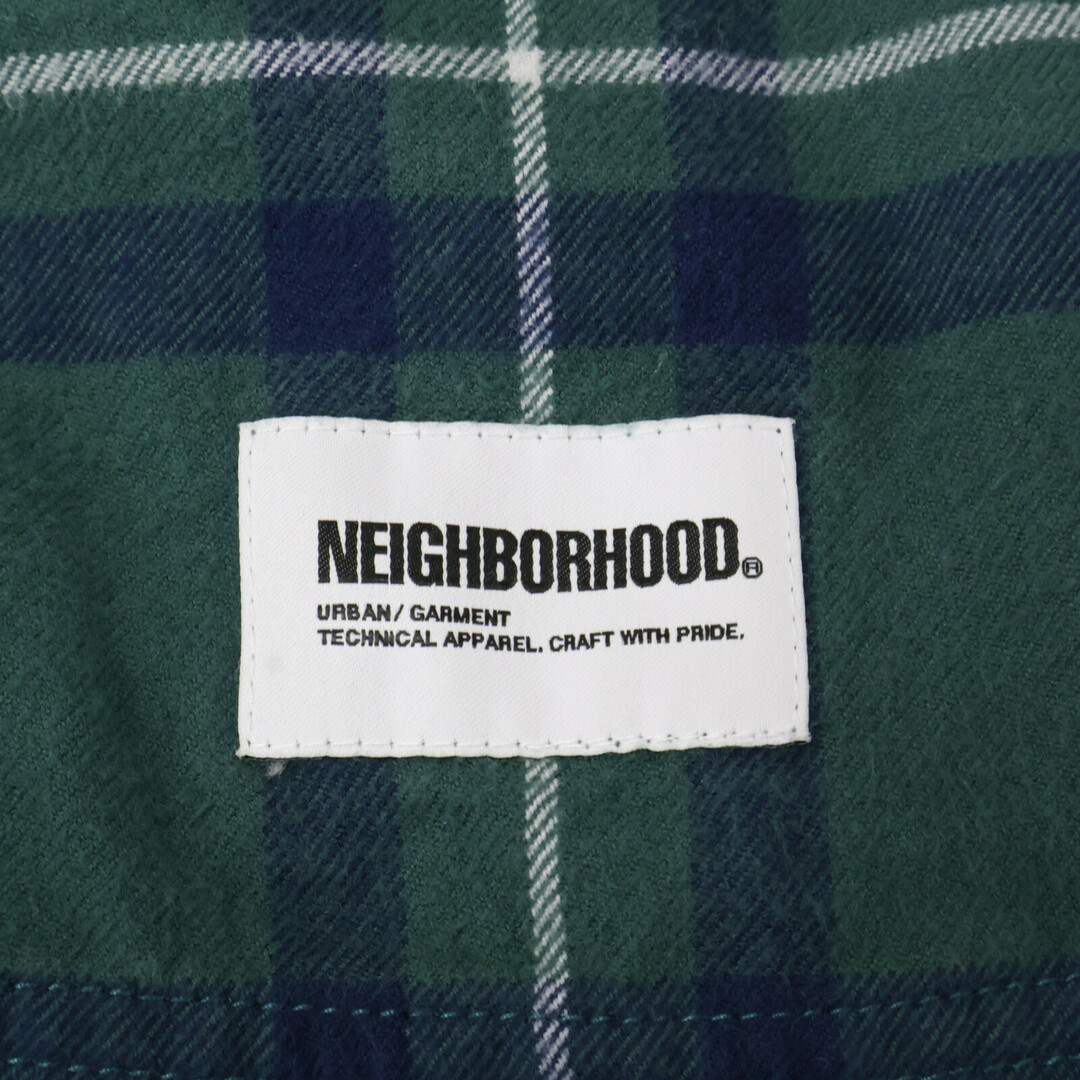 NEIGHBORHOOD®
URBAN/ GARMENT
TECHNICAL APPAREL. CRAFT WITH PRIDE.